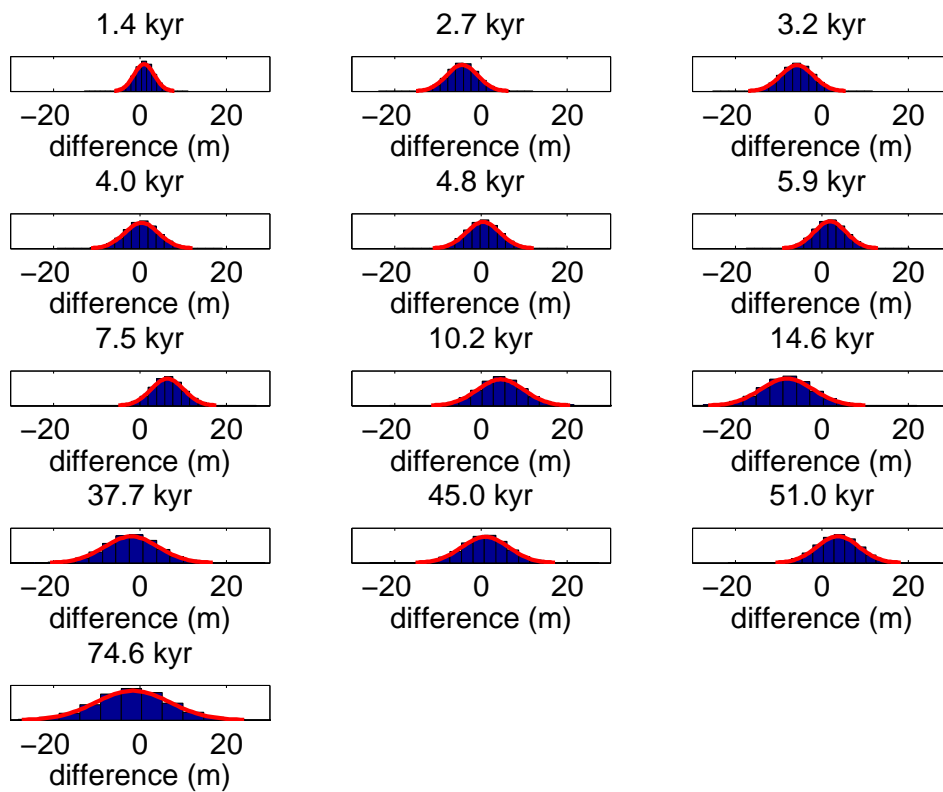 1.4 kyr 2.7 kyr 3.2 kyr
−20 0 20 −20 0 20 −20 0 20
difference (m) difference (m) difference (m)
4.0 kyr 4.8 kyr 5.9 kyr
−20 0 20 −20 0 20 −20 0 20
difference (m) difference (m) difference (m)
7.5 kyr 10.2 kyr 14.6 kyr
−20 0 20 −20 0 20 −20 0 20
difference (m) difference (m) difference (m)
37.7 kyr 45.0 kyr 51.0 kyr
−20 0 20 −20 0 20 −20 0 20
difference (m) difference (m) difference (m)
74.6 kyr
−20 0 20
difference (m)